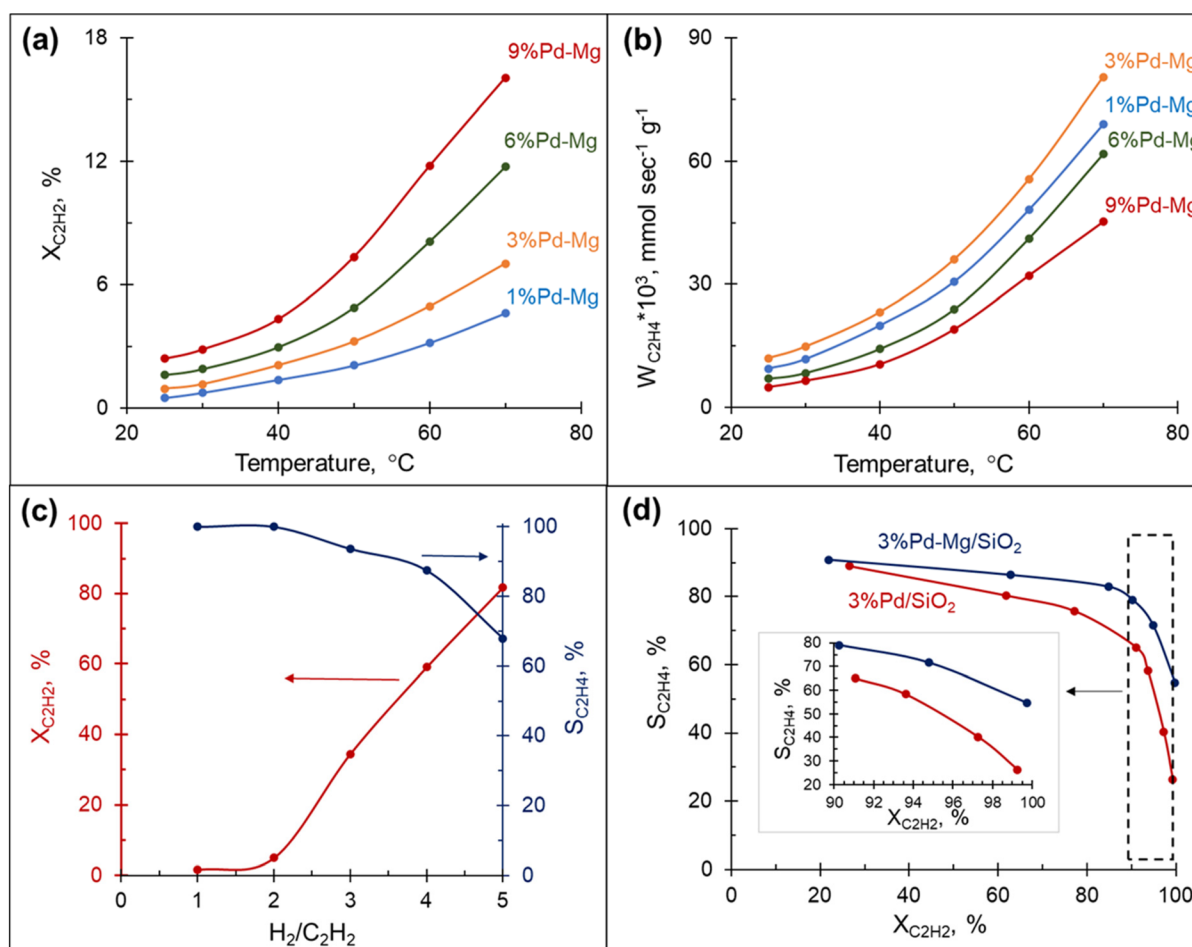 (a)
18
12
6
0
20
40
60
80
X_C2H2, %
Temperature, °C
9%Pd-Mg
6%Pd-Mg
3%Pd-Mg
1%Pd-Mg
(b)
90
60
30
0
20
40
60
80
W_C2H4*10³, mmol sec⁻¹ g⁻¹
Temperature, °C
3%Pd-Mg
1%Pd-Mg
6%Pd-Mg
9%Pd-Mg
(c)
100
80
60
40
20
0
X_C2H2, %
0
1
2
3
4
5
H₂/C₂H₂
100
80
60
40
20
0
S_C2H4, %
(d)
100
80
60
40
20
0
S_C2H4, %
0
20
40
60
80
100
X_C2H2, %
3%Pd-Mg/SiO₂
3%Pd/SiO₂
80
70
60
50
40
30
20
S_C2H4, %
90
92
94
96
98
100
X_C2H2, %